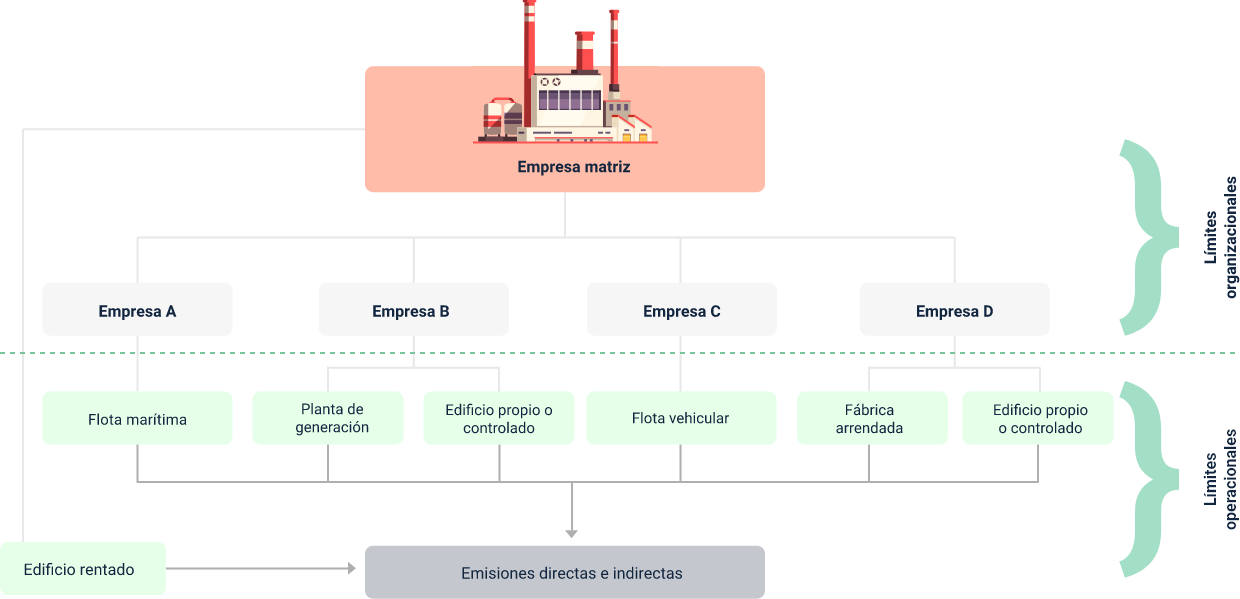 Empresa matriz
Límites
organizacionales
Empresa A
Empresa B
Empresa C
Empresa D
Flota marítima
Planta de
generación
Edificio propio o
controlado
Flota vehicular
Fábrica
arrendada
Edificio propio
o controlado
Límites
operacionales
Edificio rentado
Emisiones directas e indirectas